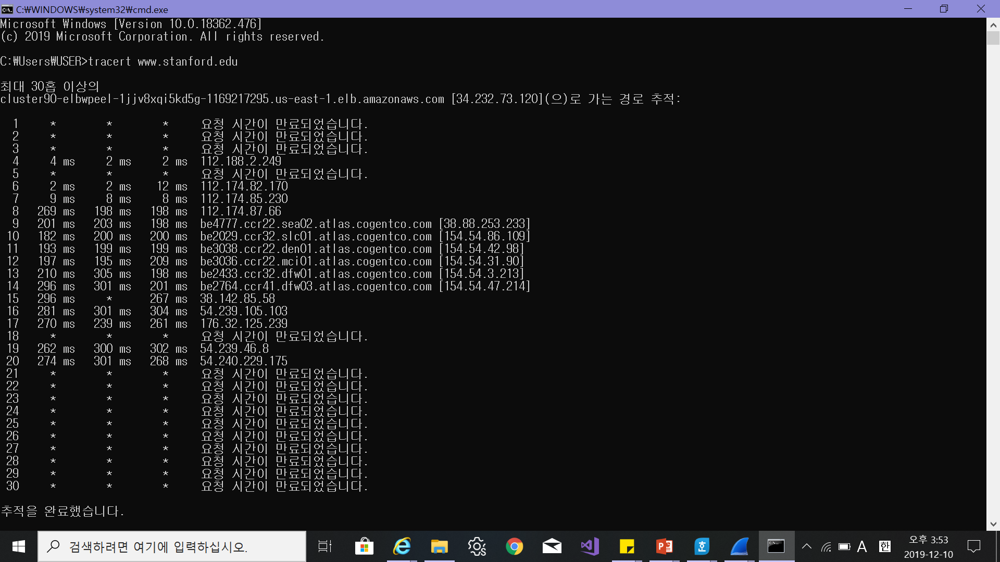 C:₩WINDOWS₩system32₩cmd.exe
Microsoft Windows [Version 10.0.18362.476]
(c) 2019 Microsoft Corporation. All rights reserved.
C:₩Users₩USER>tracert www.stanford.edu
최대 30홉 이상의
cluster90-elbwpeel-1jjv8xqi5kd5g-1169217295.us-east-1.elb.amazonaws.com [34.232.73.120](으)로 가는 경로 추적:
1 * * * 요청 시간이 만료되었습니다.
2 * * * 요청 시간이 만료되었습니다.
3 * * * 요청 시간이 만료되었습니다.
4 4 ms 2 ms 2 ms 112.188.2.249
5 * * * 요청 시간이 만료되었습니다.
6 2 ms 2 ms 12 ms 112.174.82.170
7 9 ms 8 ms 8 ms 112.174.85.230
8 269 ms 198 ms 198 ms 112.174.87.66
9 201 ms 203 ms 198 ms be4777.ccr22.sea02.atlas.cogentco.com [38.88.253.233]
10 182 ms 200 ms 200 ms be2029.ccr32.slc01.atlas.cogentco.com [154.54.86.109]
11 193 ms 199 ms 199 ms be3038.ccr22.den01.atlas.cogentco.com [154.54.42.98]
12 197 ms 195 ms 209 ms be3036.ccr22.mci01.atlas.cogentco.com [154.54.31.90]
13 210 ms 305 ms 198 ms be2433.ccr32.dfw01.atlas.cogentco.com [154.54.3.213]
14 296 ms 301 ms 201 ms be2764.ccr41.dfw03.atlas.cogentco.com [154.54.47.214]
15 296 ms * 267 ms 38.142.85.58
16 281 ms 301 ms 304 ms 54.239.105.103
17 270 ms 239 ms 261 ms 176.32.125.239
18 * * * 요청 시간이 만료되었습니다.
19 262 ms 300 ms 302 ms 54.239.46.8
20 274 ms 301 ms 268 ms 54.240.229.175
21 * * * 요청 시간이 만료되었습니다.
22 * * * 요청 시간이 만료되었습니다.
23 * * * 요청 시간이 만료되었습니다.
24 * * * 요청 시간이 만료되었습니다.
25 * * * 요청 시간이 만료되었습니다.
26 * * * 요청 시간이 만료되었습니다.
27 * * * 요청 시간이 만료되었습니다.
28 * * * 요청 시간이 만료되었습니다.
29 * * * 요청 시간이 만료되었습니다.
30 * * * 요청 시간이 만료되었습니다.
추적을 완료했습니다.
검색하려면 여기에 입력하십시오.
A 한
오후 3:53
2019-12-10